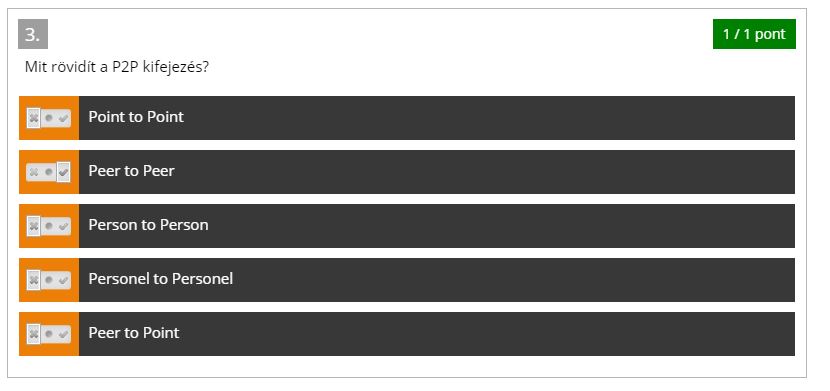 3.
1 / 1 pont
Mit rövidít a P2P kifejezés?
Point to Point
Peer to Peer
Person to Person
Personel to Personel
Peer to Point